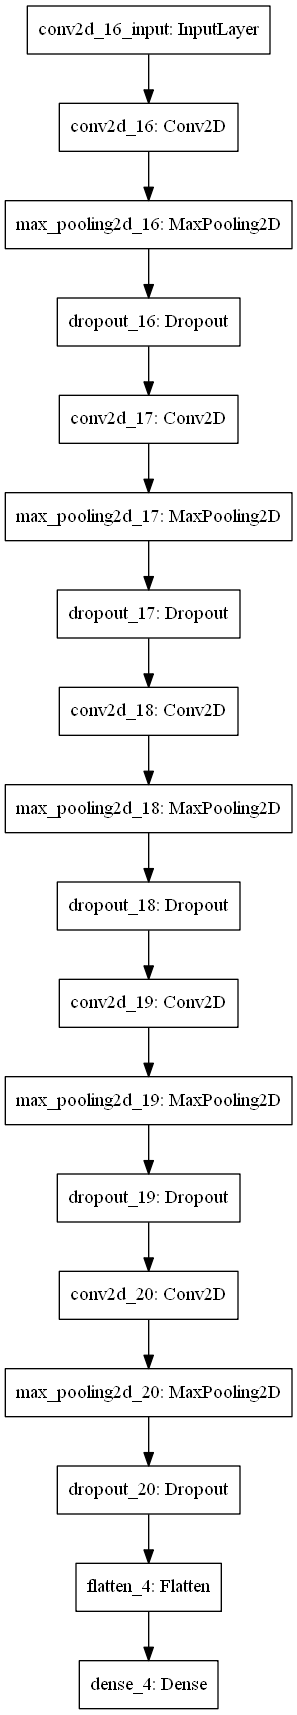 conv2d_16_input: InputLayer
conv2d_16: Conv2D
max_pooling2d_16: MaxPooling2D
dropout_16: Dropout
conv2d_17: Conv2D
max_pooling2d_17: MaxPooling2D
dropout_17: Dropout
conv2d_18: Conv2D
max_pooling2d_18: MaxPooling2D
dropout_18: Dropout
conv2d_19: Conv2D
max_pooling2d_19: MaxPooling2D
dropout_19: Dropout
conv2d_20: Conv2D
max_pooling2d_20: MaxPooling2D
dropout_20: Dropout
flatten_4: Flatten
dense_4: Dense